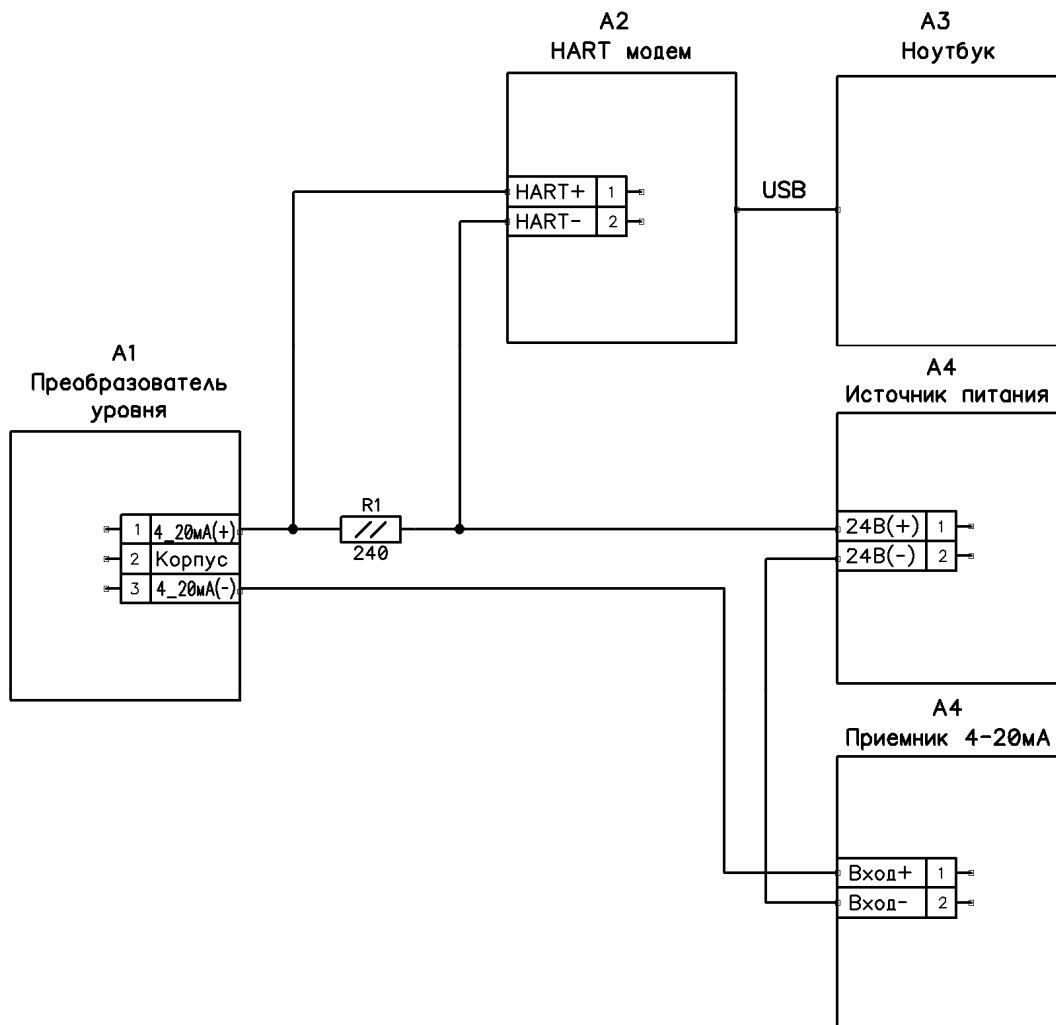 A2
HART модем
HART+ 1
HART- 2
USB
A3
Ноутбук
A1
Преобразователь
уровня
1 4_20мА(+)
2 Корпус
3 4_20мА(-)
R1
240
A4
Источник питания
24В(+) 1
24В(-) 2
A4
Приемник 4-20мА
Вход+ 1
Вход- 2